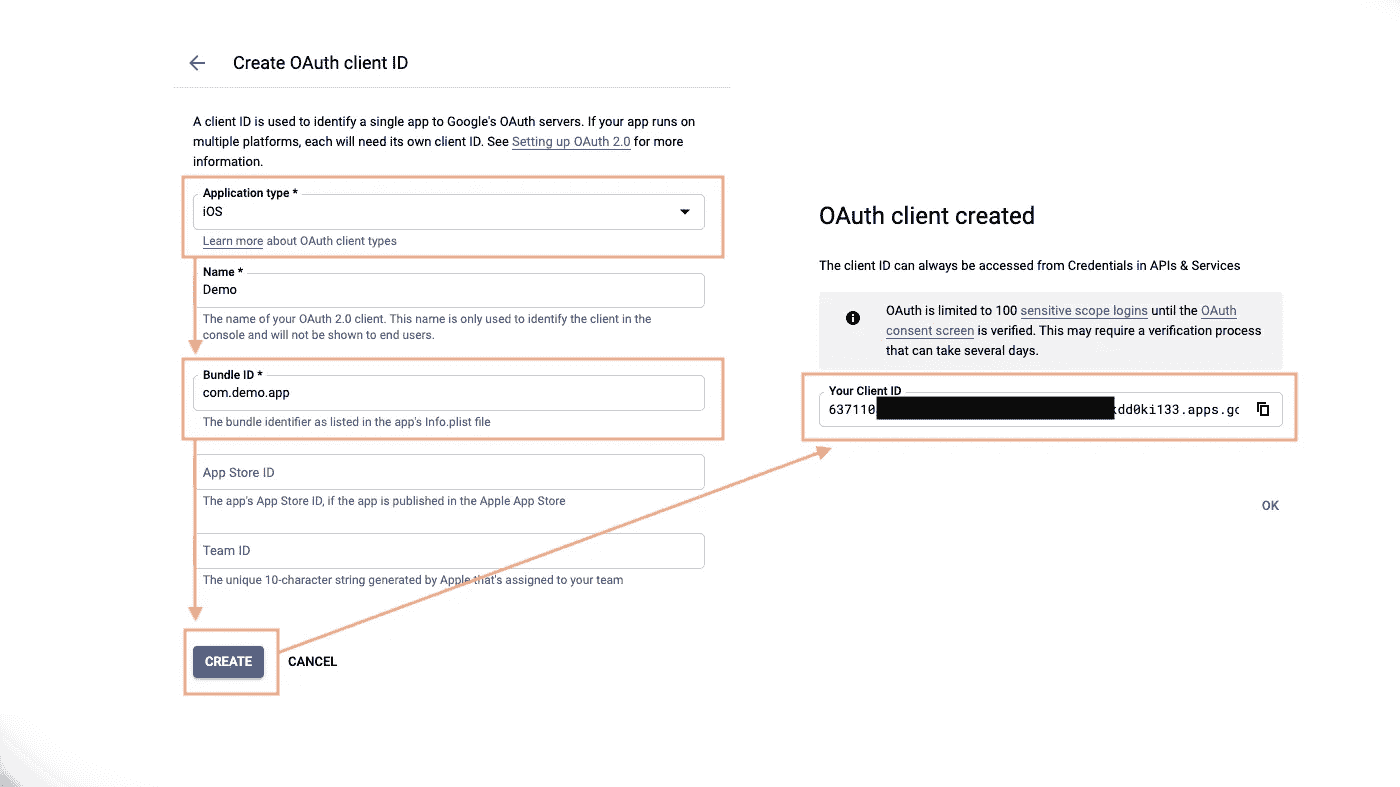 Create OAuth client ID
A client ID is used to identify a single app to Google's OAuth servers. If your app runs on
multiple platforms, each will need its own client ID. See Setting up OAuth 2.0 for more
information.
Application type *
iOS
Learn more about OAuth client types
Name *
Demo
The name of your OAuth 2.0 client. This name is only used to identify the client in the
console and will not be shown to end users.
Bundle ID *
com.demo.app
The bundle identifier as listed in the app's Info.plist file
App Store ID
The app's App Store ID, if the app is published in the Apple App Store
Team ID
The unique 10-character string generated by Apple that's assigned to your team
CREATE CANCEL
OAuth client created
The client ID can always be accessed from Credentials in APIs & Services
OAuth is limited to 100 sensitive scope logins until the OAuth
consent screen is verified. This may require a verification process
that can take several days.
Your Client ID
637110 dd0ki133.apps.gc
OK